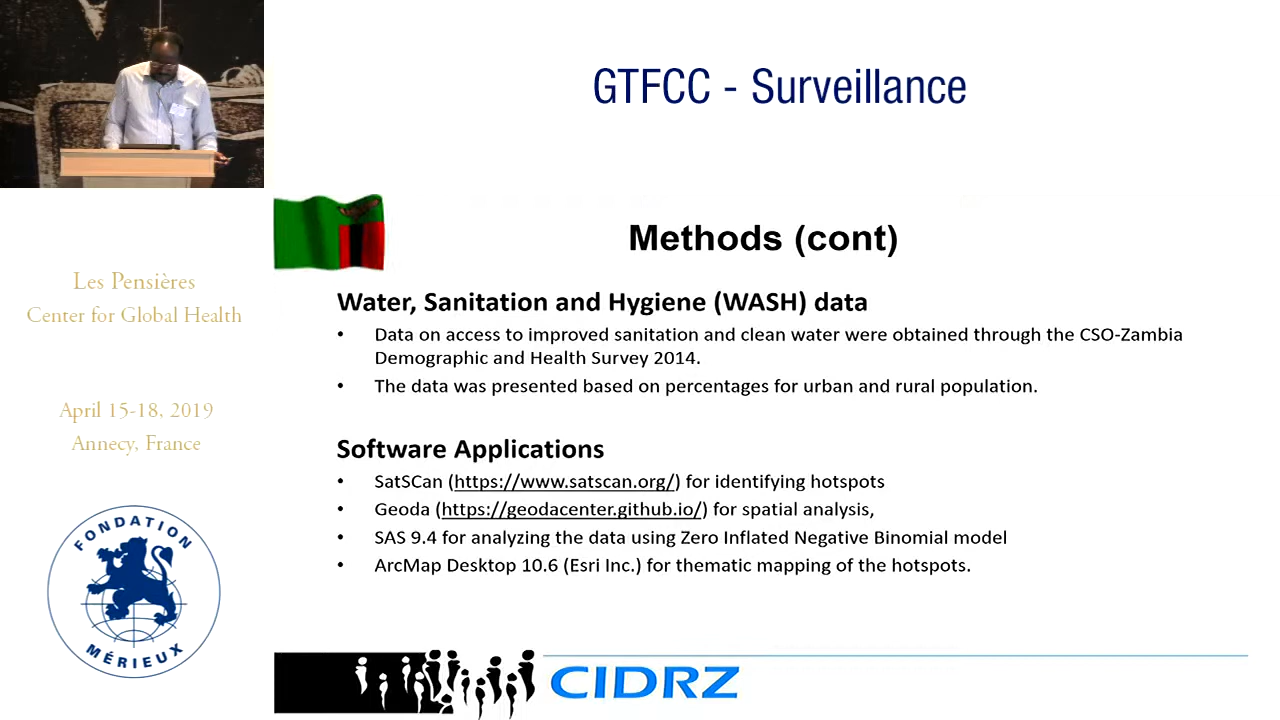 GTFCC - Surveillance
Les Pensières
Center for Global Health
April 15-18, 2019
Annecy, France
FONDATION
MÉRIEUX
Methods (cont)
Water, Sanitation and Hygiene (WASH) data
• Data on access to improved sanitation and clean water were obtained through the CSO-Zambia
Demographic and Health Survey 2014.
• The data was presented based on percentages for urban and rural population.
Software Applications
• SatSCan (https://www.satscan.org/) for identifying hotspots
• Geoda (https://geodacenter.github.io/) for spatial analysis,
• SAS 9.4 for analyzing the data using Zero Inflated Negative Binomial model
• ArcMap Desktop 10.6 (Esri Inc.) for thematic mapping of the hotspots.
CIDRZ